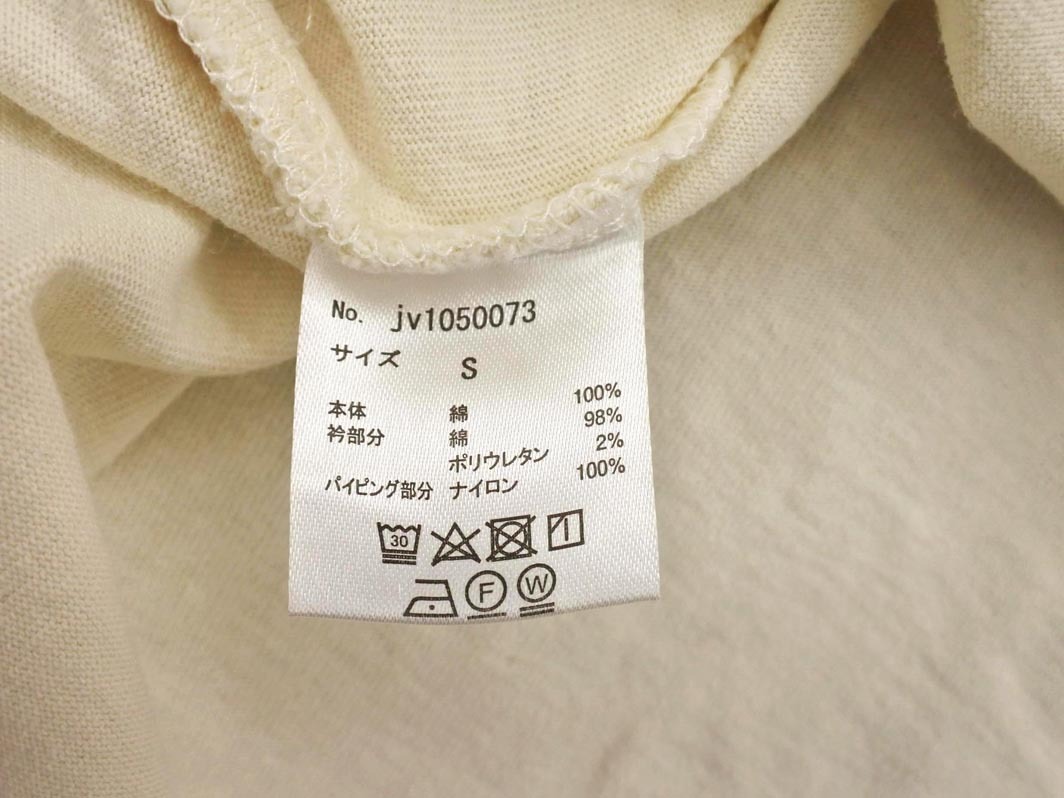 No. jv1050073
サイズ S
本体 綿 100%
衿部分 綿 98%
ポリウレタン 2%
パイピング部分 ナイロン 100%
30
F W